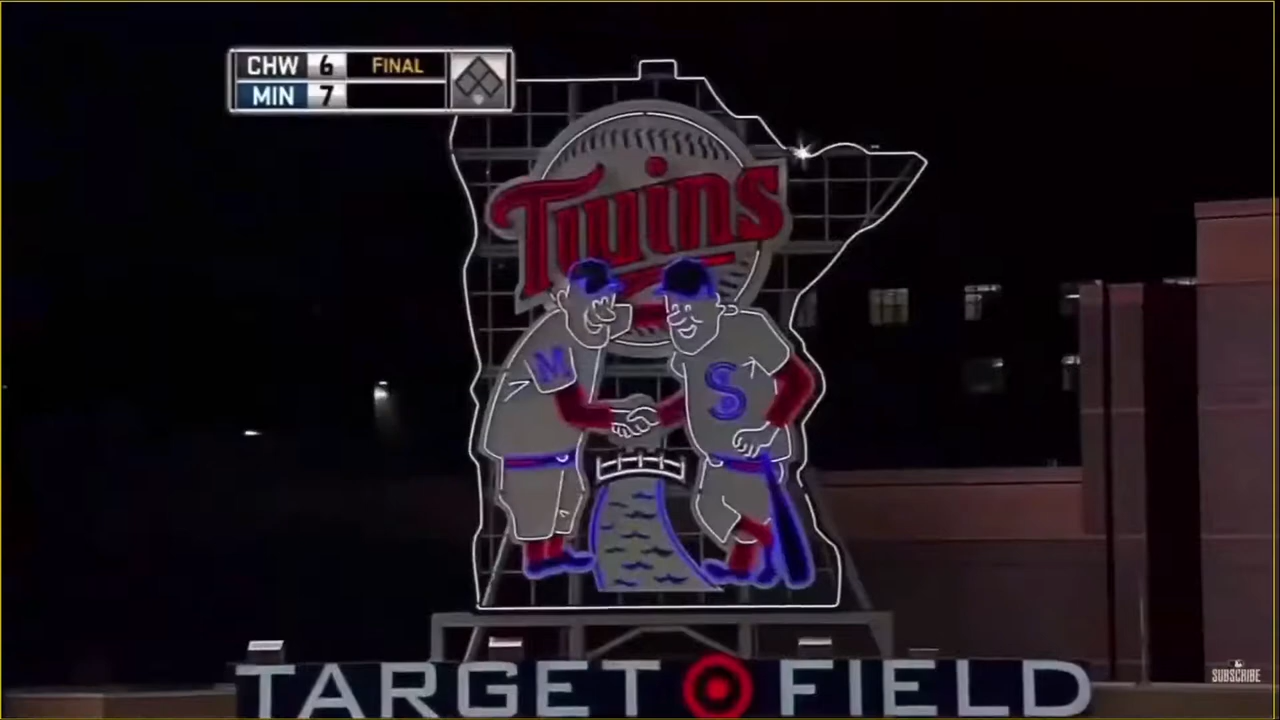 CHW 6 FINAL
MIN 7
Twins
M
S
TARGET FIELD
SUBSCRIBE